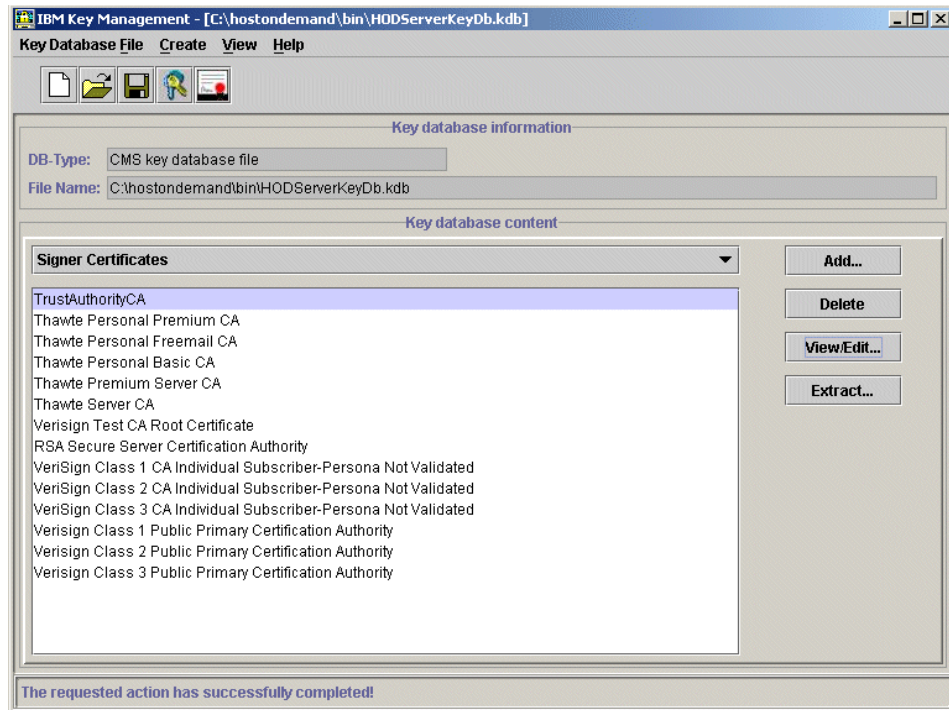 IBM Key Management - [C:\hostondemand\bin\HODServerKeyDb.kdb]
Key Database File Create View Help
Key database information
DB-Type: CMS key database file
File Name: C:\hostondemand\bin\HODServerKeyDb.kdb
Key database content
Signer Certificates
Add...
TrustAuthorityCA
Delete
Thawte Personal Premium CA
Thawte Personal Freemail CA
View/Edit...
Thawte Personal Basic CA
Thawte Premium Server CA
Extract...
Thawte Server CA
Verisign Test CA Root Certificate
RSA Secure Server Certification Authority
VeriSign Class 1 CA Individual Subscriber-Persona Not Validated
VeriSign Class 2 CA Individual Subscriber-Persona Not Validated
VeriSign Class 3 CA Individual Subscriber-Persona Not Validated
Verisign Class 1 Public Primary Certification Authority
Verisign Class 2 Public Primary Certification Authority
Verisign Class 3 Public Primary Certification Authority
The requested action has successfully completed!